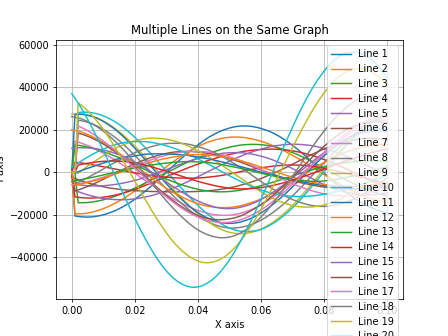 Multiple Lines on the Same Graph
60000
40000
20000
0
−20000
−40000
0.00
0.02
0.04
0.06
X axis
Line 1
Line 2
Line 3
Line 4
Line 5
Line 6
Line 7
Line 8
Line 9
Line 10
Line 11
Line 12
Line 13
Line 14
Line 15
Line 16
Line 17
Line 18
Line 19
Line 20